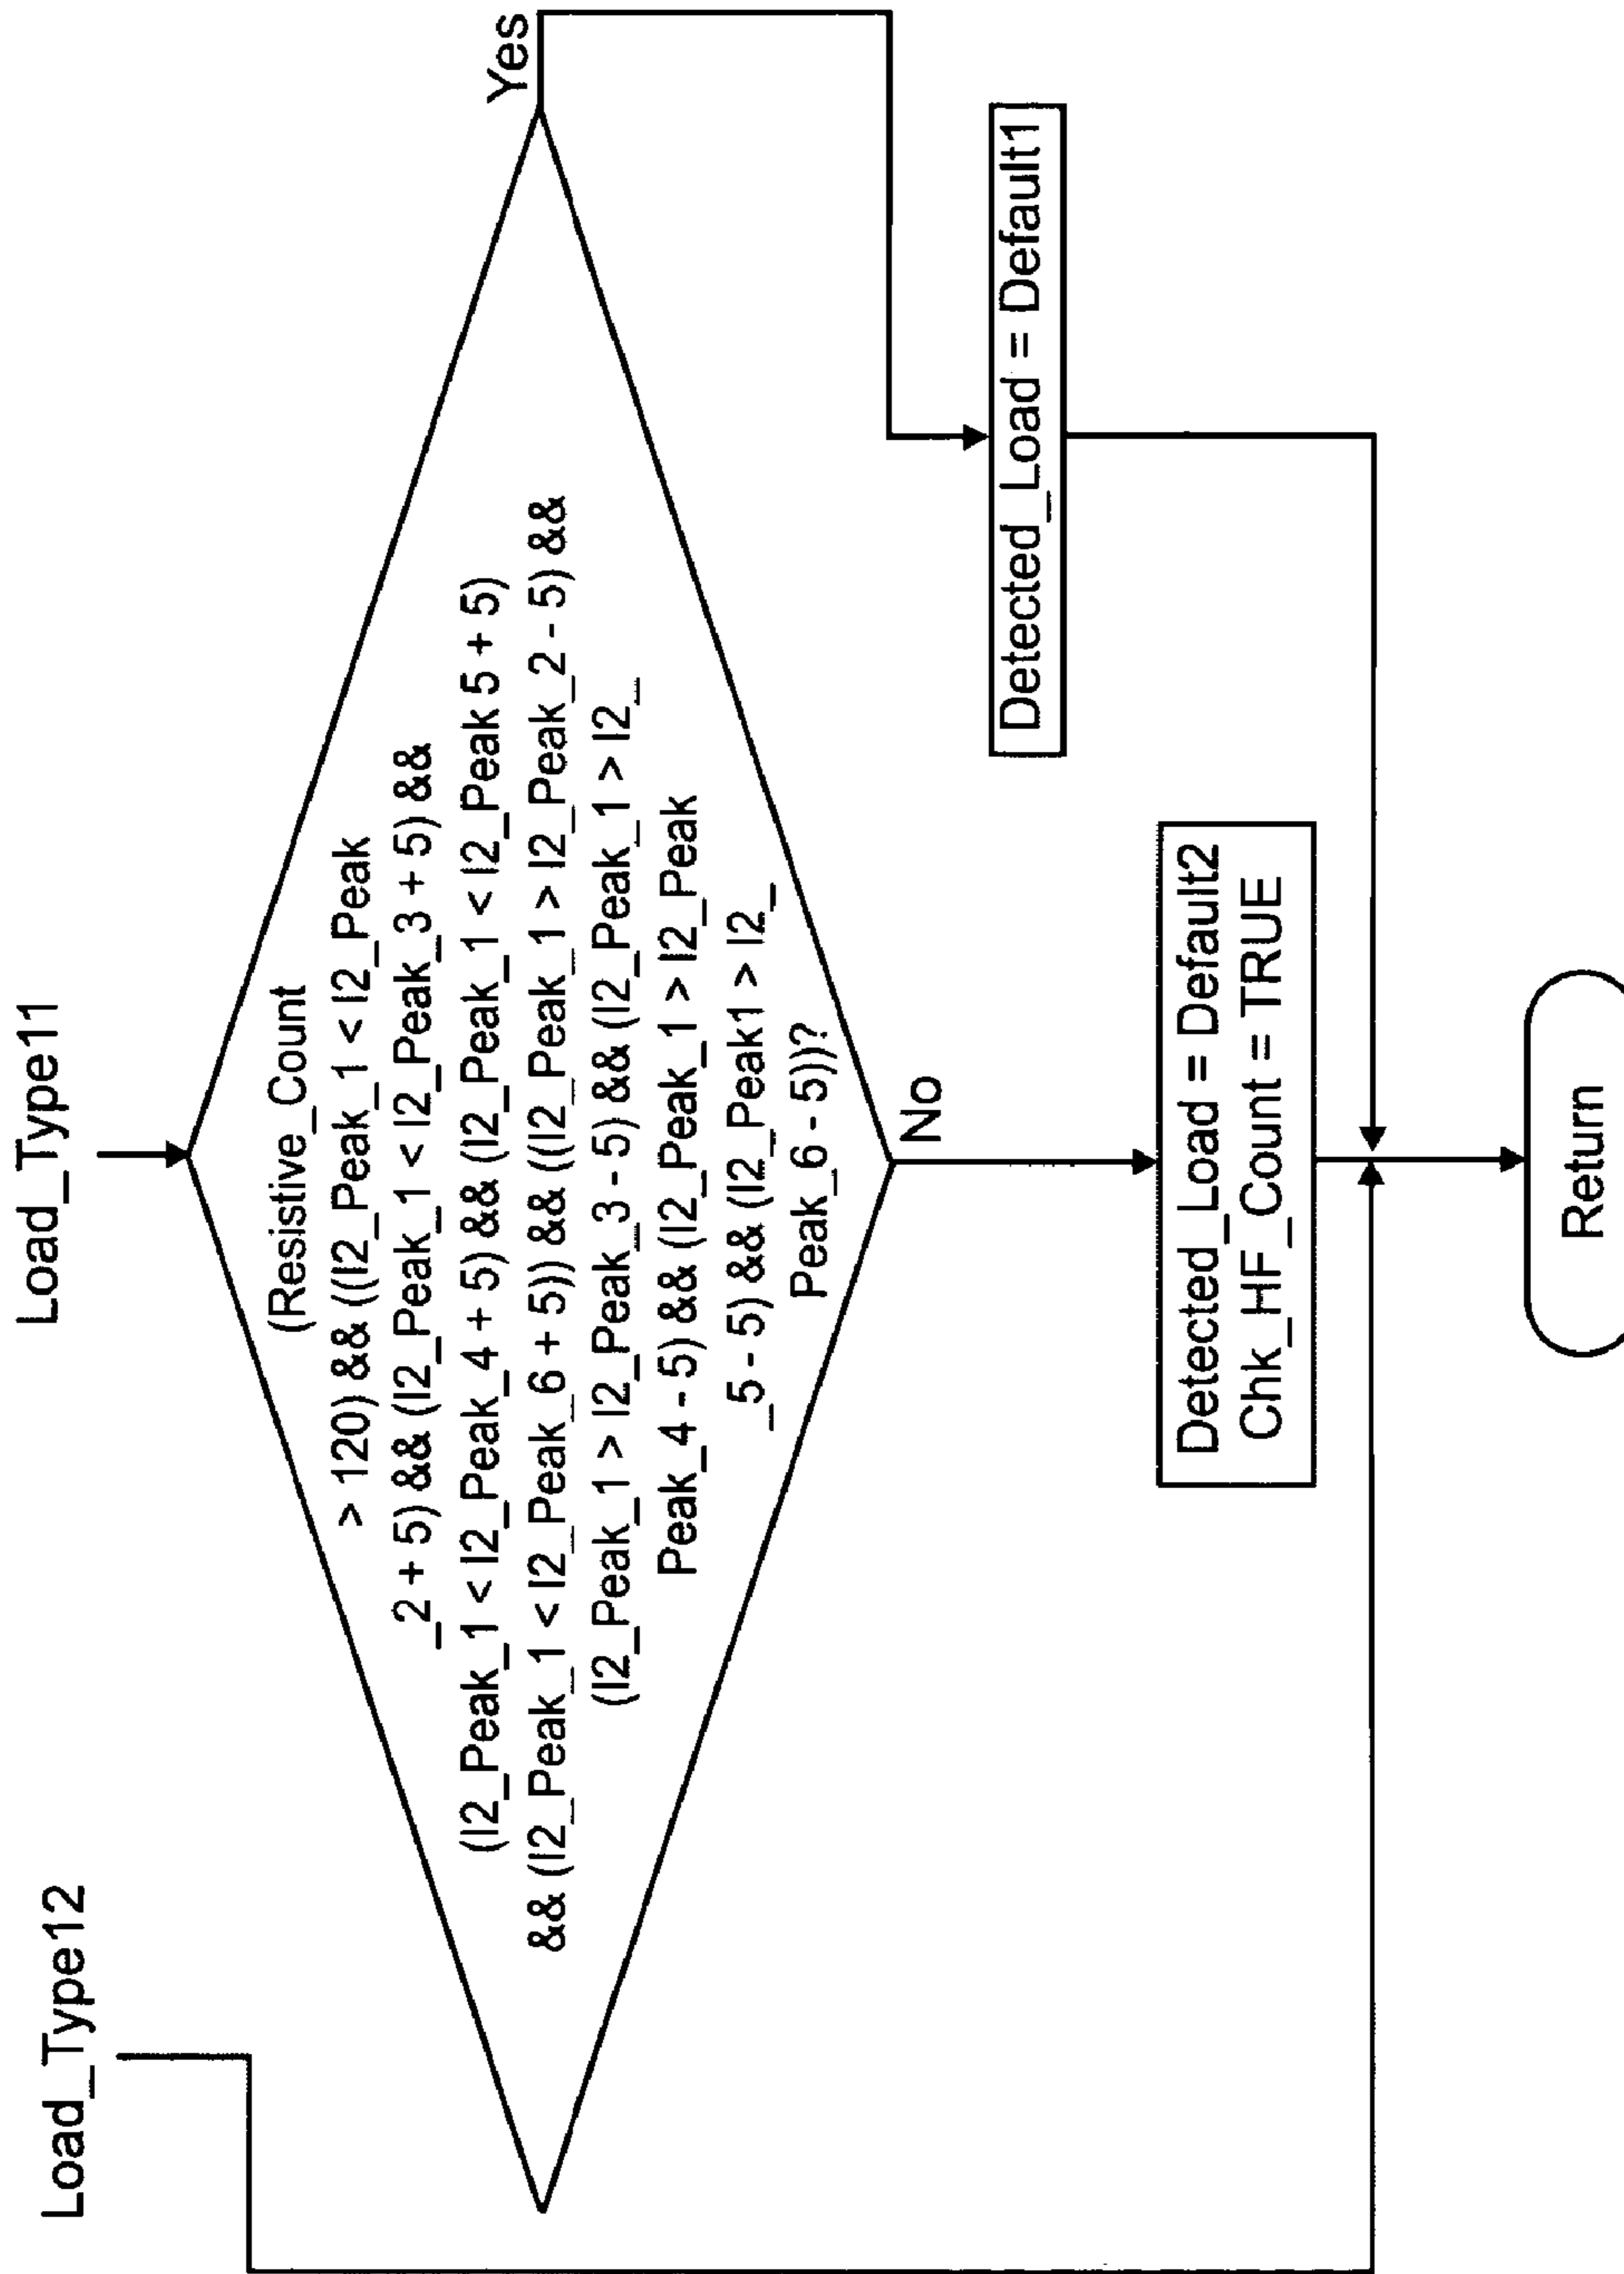 Load_Type12
Load_Type11
(Resistive_Count
> 120) && ((I2_Peak_1 < I2_Peak
_2 + 5) && (I2_Peak_1 < I2_Peak_3 + 5) &&
(I2_Peak_1 < I2_Peak_4 + 5) && (I2_Peak_1 < I2_Peak 5 + 5)
&& (I2_Peak_1 < I2_Peak_6 + 5)) && ((I2_Peak_1 > I2_Peak_2 - 5) &&
(I2_Peak_1 > I2_Peak_3 - 5) && (I2_Peak_1 > I2_
Peak_4 - 5) && (I2_Peak_1 > I2_Peak
_5 - 5) && (I2_Peak1 > I2_
Peak_6 - 5))?
Yes
No
Detected_Load = Default1
Detected_Load = Default2
Chk_HF_Count = TRUE
Return